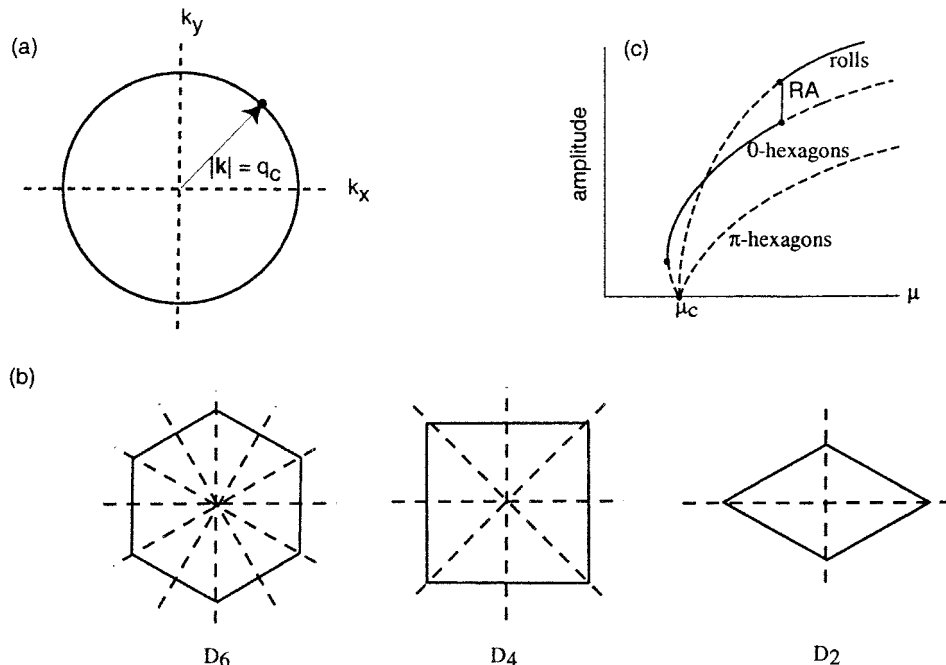 (a)
k_y
|k| = q_c
k_x
(c)
amplitude
rolls
RA
0-hexagons
π-hexagons
μ_c
μ
(b)
D_6
D_4
D_2